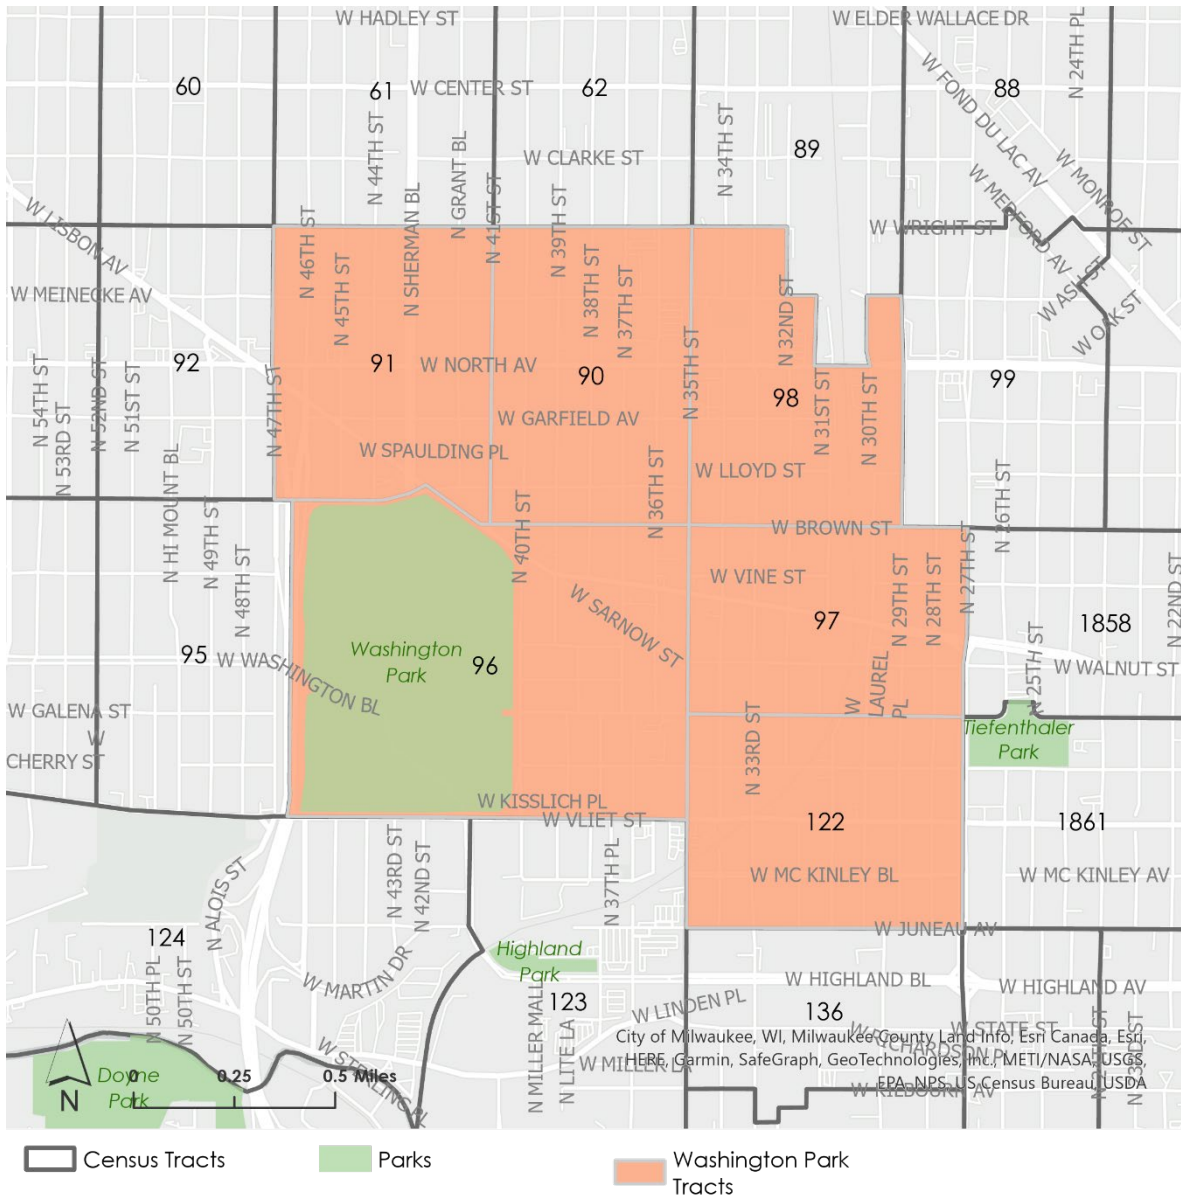 W HADLEY ST
W ELDER WALLACE DR
60
61
W CENTER ST
62
88
N 24TH PL
W FOND DU LAC AV
N 44TH ST
N GRANT BL
W CLARKE ST
N 34TH ST
89
W MONROE ST
W MEDFORD AV
W LISBON AV
N 46TH ST
N SHERMAN BL
N 41ST ST
N 39TH ST
W WRIGHT ST
W MEINECKE AV
N 45TH ST
N 38TH ST
N 37TH ST
N 32ND ST
W ASH ST
W OAK ST
N 54TH ST
N 53RD ST
N 52ND ST
N 51ST ST
92
N 47TH ST
91
W NORTH AV
90
N 35TH ST
98
N 31ST ST
N 30TH ST
99
W GARFIELD AV
N HI MOUNT BL
W SPAULDING PL
N 36TH ST
W LLOYD ST
N 26TH ST
N 49TH ST
N 48TH ST
N 40TH ST
W BROWN ST
W VINE ST
N 29TH ST
N 28TH ST
N 27TH ST
N 22ND ST
W SARNOW ST
97
1858
95
W WASHINGTON BL
Washington
Park
96
N 25TH ST
W WALNUT ST
W
LAUREL
PL
W GALENA ST
W
CHERRY ST
N 33RD ST
Tiefenthaler
Park
W KISSLICH PL
W VLIET ST
122
1861
N ALOIS ST
N 43RD ST
N 42ND ST
N 37TH PL
W MC KINLEY BL
W MC KINLEY AV
124
N 50TH PL
N 50TH ST
W MARTIN DR
Highland
Park
W JUNEAU AV
W HIGHLAND BL
W HIGHLAND AV
N MILLER MALL
N LITE LA
123
W LINDEN PL
136
W STATE ST
W RICHARDSON PL
W MILLER LA
W KILBOURN AV
City of Milwaukee, WI, Milwaukee County Land Info, Esri Canada, Esri,
HERE, Garmin, SafeGraph, GeoTechnologies, Inc., METI/NASA, USGS,
EPA, NPS, US Census Bureau, USDA
W STERLING PL
Doyne
Park
N
0
0.25
0.5 Miles
Census Tracts
Parks
Washington Park
Tracts